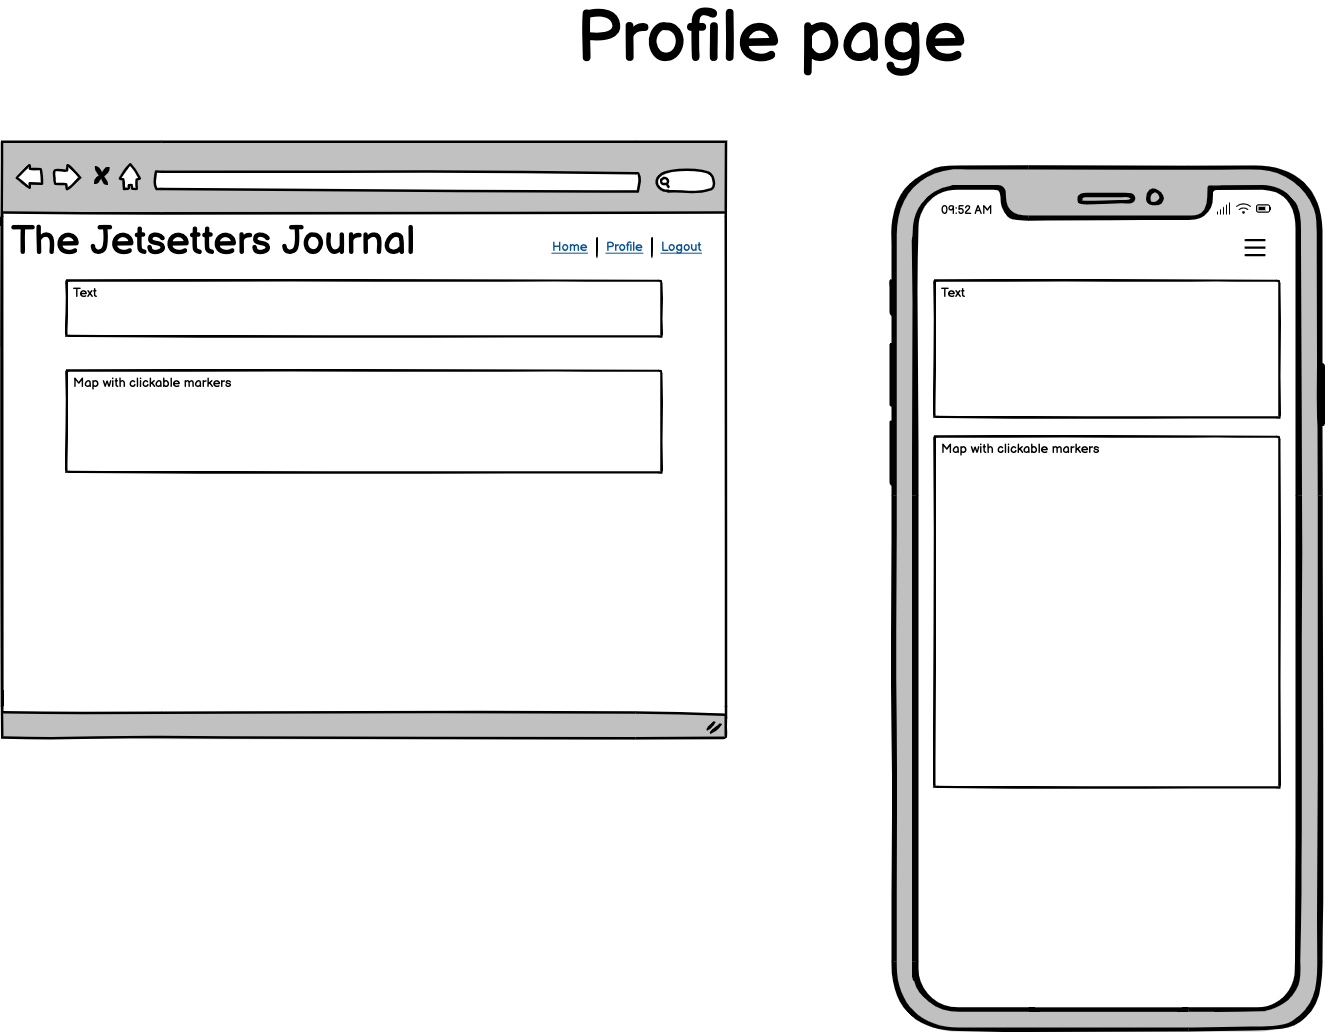 Profile page
The Jetsetters Journal
Home | Profile | Logout
Text
Map with clickable markers
09:52 AM
Text
Map with clickable markers